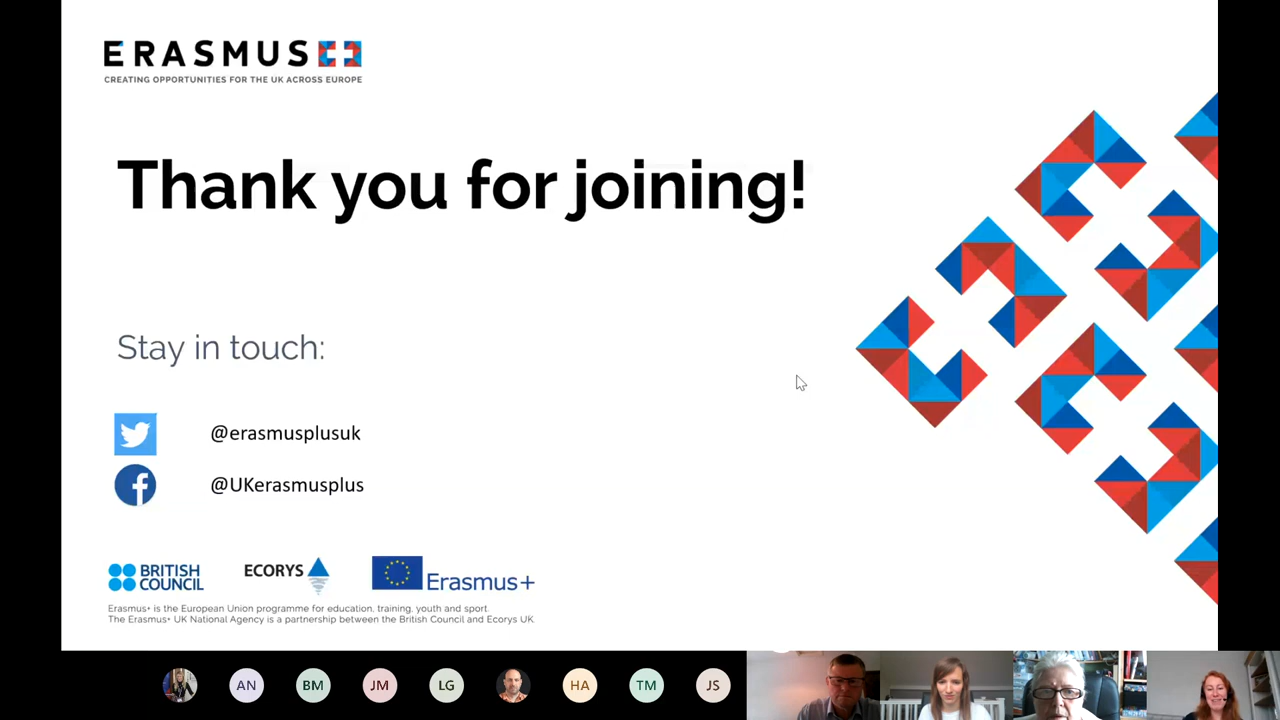 ERASMUS
CREATING OPPORTUNITIES FOR THE UK ACROSS EUROPE
Thank you for joining!
Stay in touch:
@erasmusplusuk
@UKerasmusplus
BRITISH
COUNCIL
ECORYS
Erasmus+
Erasmus+ is the European Union programme for education, training, youth and sport.
The Erasmus+ UK National Agency is a partnership between the British Council and Ecorys UK.
AN
BM
JM
LG
HA
TM
JS